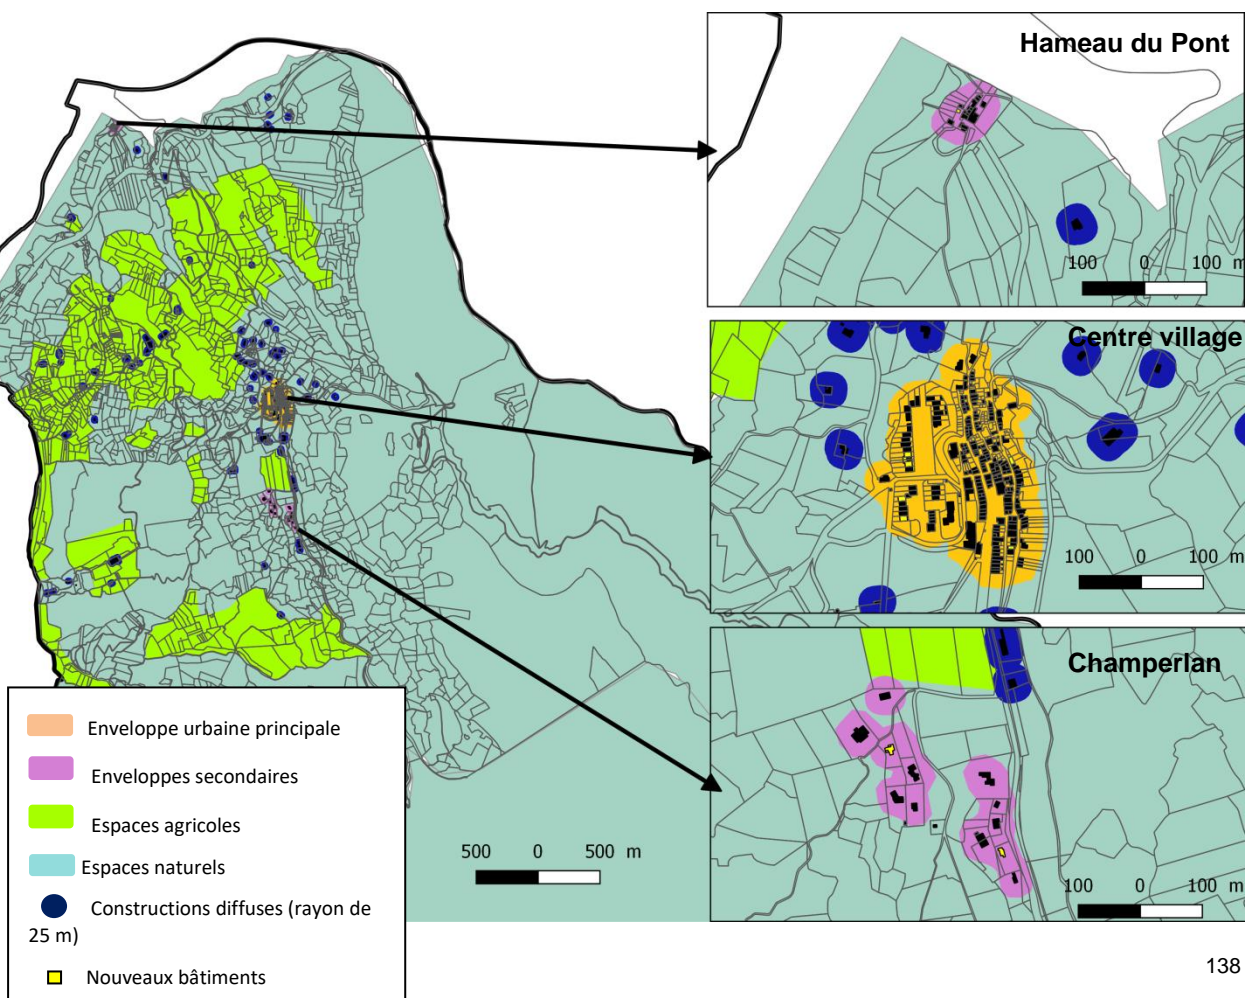 Hameau du Pont
100 0 100 m
Centre village
100 0 100 m
Champerlan
100 0 100 m
500 0 500 m
Enveloppe urbaine principale
Enveloppes secondaires
Espaces agricoles
Espaces naturels
Constructions diffuses (rayon de
25 m)
Nouveaux bâtiments
138